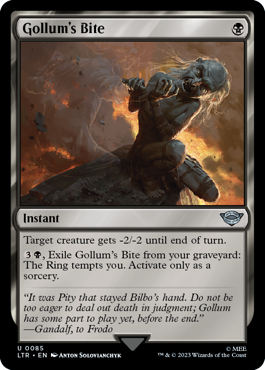 Gollum's Bite
Instant
Target creature gets -2/-2 until end of turn.
3, Exile Gollum's Bite from your graveyard:
The Ring tempts you. Activate only as a
sorcery.
"It was Pity that stayed Bilbo's hand. Do not be
too eager to deal out death in judgment; Gollum
has some part to play yet, before the end."
—Gandalf, to Frodo
U 0085
LTR • EN ANTON SOLOVIANCHYK
© MEE
™ & © 2023 Wizards of the Coast